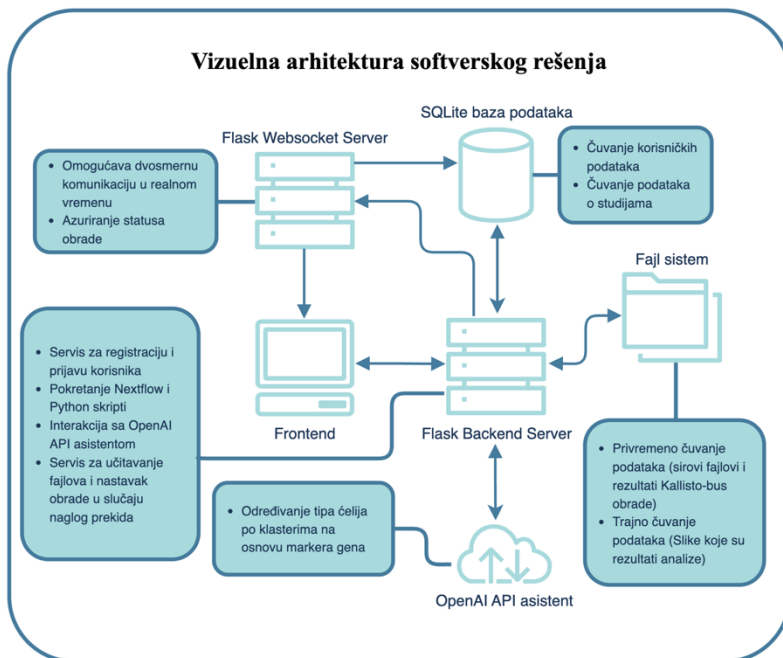 Vizuelna arhitektura softverskog rešenja
SQLite baza podataka
Flask Websocket Server
• Omogućava dvosmernu
komunikaciju u realnom
vremenu
• Azuriranje statusa
obrade
• Čuvanje korisničkih
podataka
• Čuvanje podataka
o studijama
Fajl sistem
• Servis za registraciju i
prijavu korisnika
• Pokretanje Nextflow i
Python skripti
• Interakcija sa OpenAI
API asistentom
• Servis za učitavanje
fajlova i nastavak
obrade u slučaju
naglog prekida
Frontend
Flask Backend Server
• Privremeno čuvanje
podataka (sirovi fajlovi i
rezultati Kallisto-bus
obrade)
• Trajno čuvanje
podataka (Slike koje su
rezultati analize)
• Određivanje tipa ćelija
po klasterima na
osnovu markera gena
OpenAI API asistent